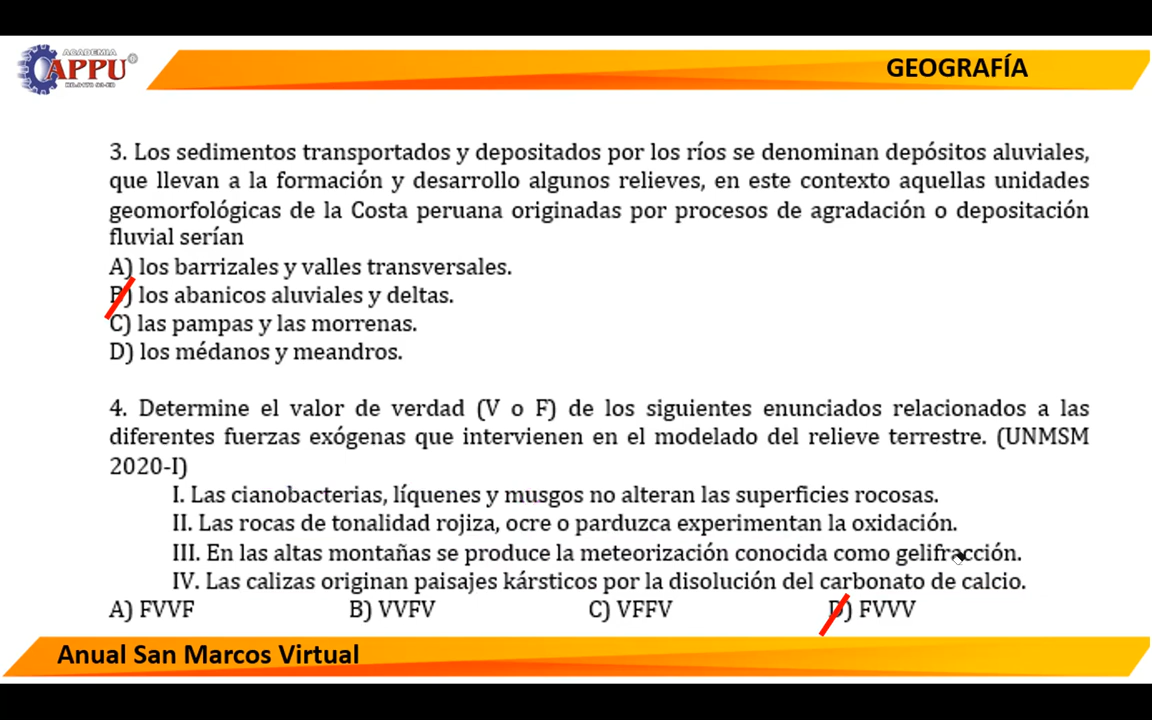 ACADEMIA
APPU
GEOGRAFÍA
3. Los sedimentos transportados y depositados por los ríos se denominan depósitos aluviales,
que llevan a la formación y desarrollo algunos relieves, en este contexto aquellas unidades
geomorfológicas de la Costa peruana originadas por procesos de agradación o depositación
fluvial serían
A) los barrizales y valles transversales.
B) los abanicos aluviales y deltas.
C) las pampas y las morrenas.
D) los médanos y meandros.
4. Determine el valor de verdad (V o F) de los siguientes enunciados relacionados a las
diferentes fuerzas exógenas que intervienen en el modelado del relieve terrestre. (UNMSM
2020-I)
I. Las cianobacterias, líquenes y musgos no alteran las superficies rocosas.
II. Las rocas de tonalidad rojiza, ocre o parduzca experimentan la oxidación.
III. En las altas montañas se produce la meteorización conocida como gelifracción.
IV. Las calizas originan paisajes kársticos por la disolución del carbonato de calcio.
A) FVVF B) VVFV C) VFFV D) FVVV
Anual San Marcos Virtual